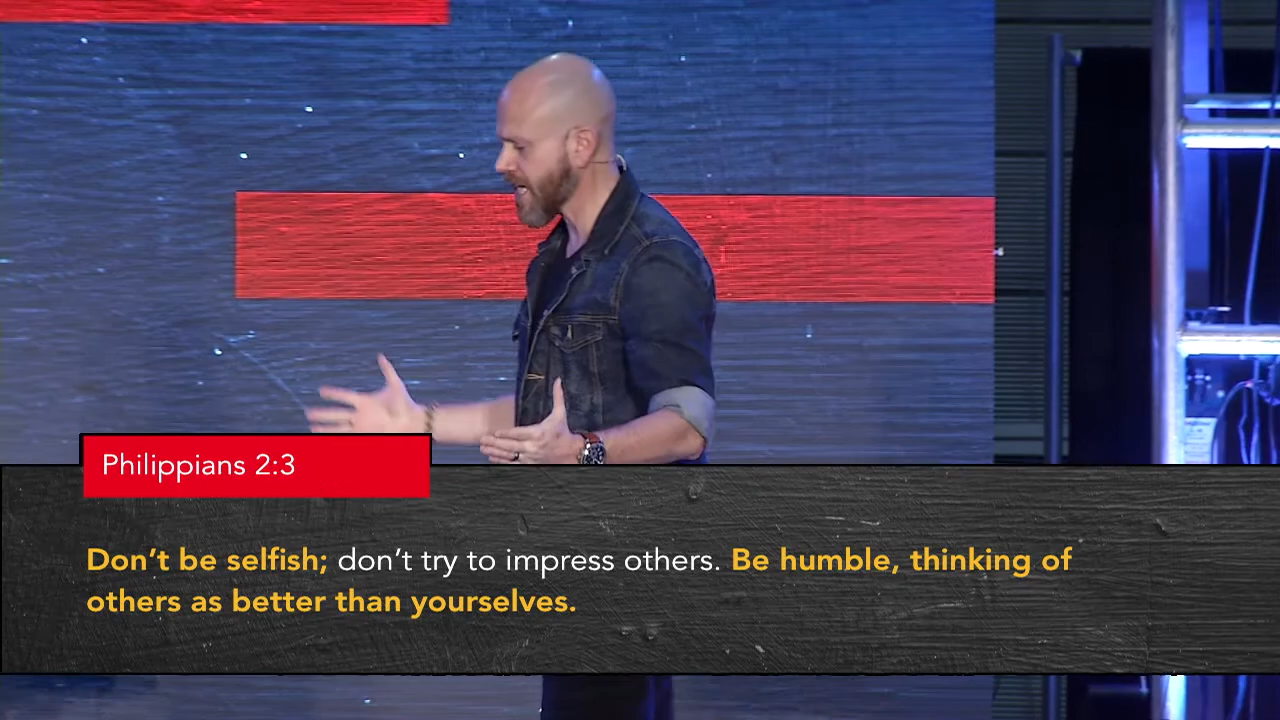 Philippians 2:3
Don’t be selfish; don’t try to impress others. Be humble, thinking of
others as better than yourselves.